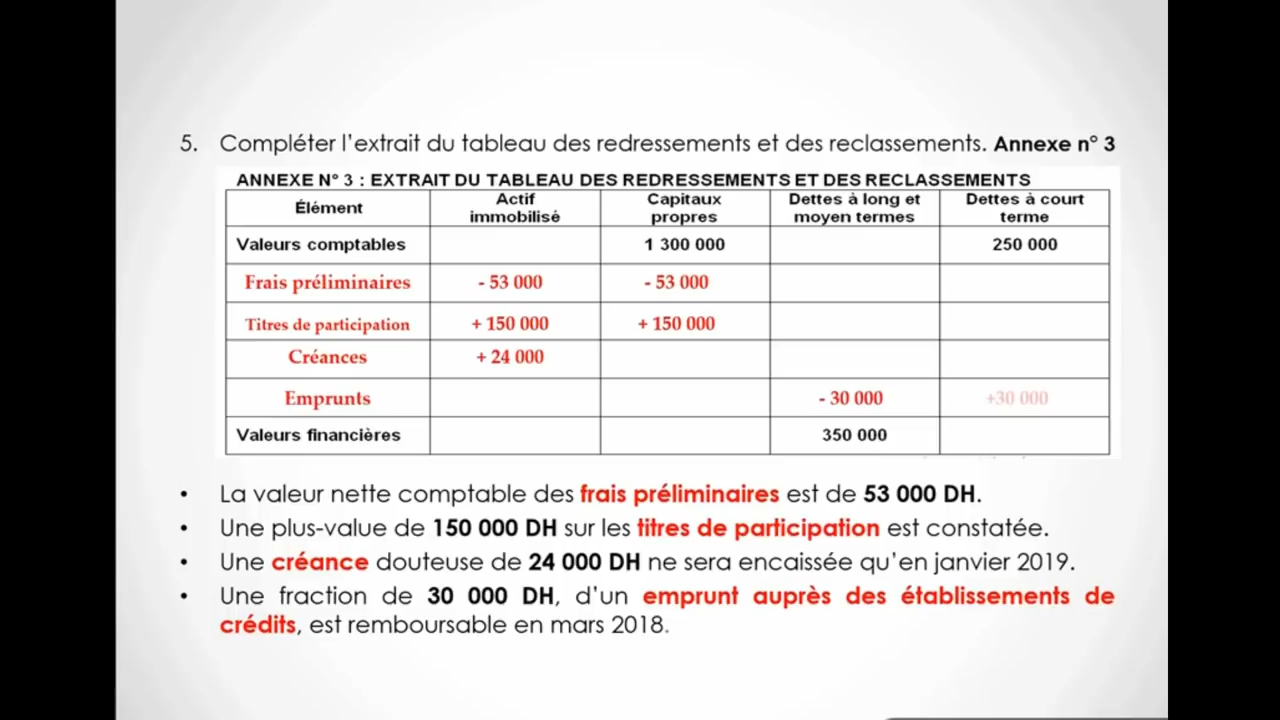 5. Compléter l'extrait du tableau des redressements et des reclassements. Annexe n° 3
ANNEXE N° 3 : EXTRAIT DU TABLEAU DES REDRESSEMENTS ET DES RECLASSEMENTS
Élément Actif immobilisé Capitaux propres Dettes à long et moyen termes Dettes à court terme
Valeurs comptables 1 300 000 250 000
Frais préliminaires - 53 000 - 53 000
Titres de participation + 150 000 + 150 000
Créances + 24 000
Emprunts - 30 000 +30 000
Valeurs financières 350 000
• La valeur nette comptable des frais préliminaires est de 53 000 DH.
• Une plus-value de 150 000 DH sur les titres de participation est constatée.
• Une créance douteuse de 24 000 DH ne sera encaissée qu'en janvier 2019.
• Une fraction de 30 000 DH, d'un emprunt auprès des établissements de
crédits, est remboursable en mars 2018.